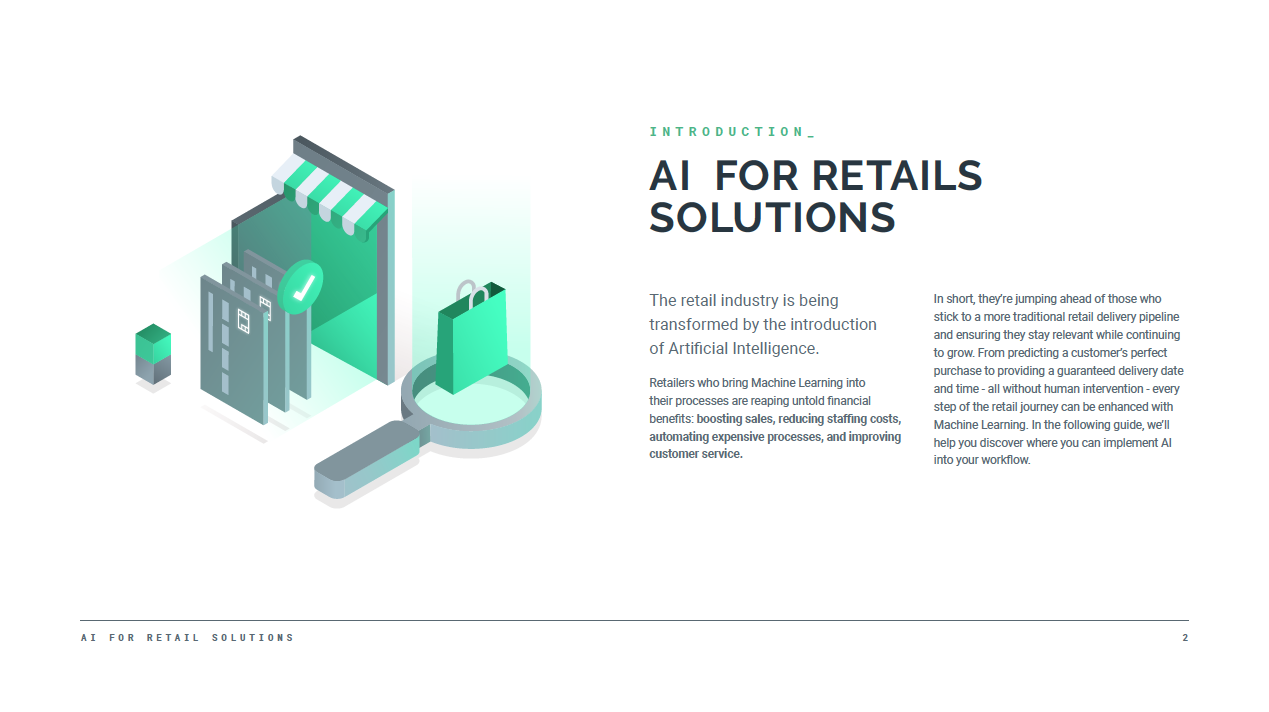 INTRODUCTION_
AI FOR RETAILS
SOLUTIONS
The retail industry is being
transformed by the introduction
of Artificial Intelligence.
Retailers who bring Machine Learning into
their processes are reaping untold financial
benefits: boosting sales, reducing staffing costs,
automating expensive processes, and improving
customer service.
In short, they're jumping ahead of those who
stick to a more traditional retail delivery pipeline
and ensuring they stay relevant while continuing
to grow. From predicting a customer's perfect
purchase to providing a guaranteed delivery date
and time - all without human intervention - every
step of the retail journey can be enhanced with
Machine Learning. In the following guide, we'll
help you discover where you can implement AI
into your workflow.
AI FOR RETAIL SOLUTIONS
2